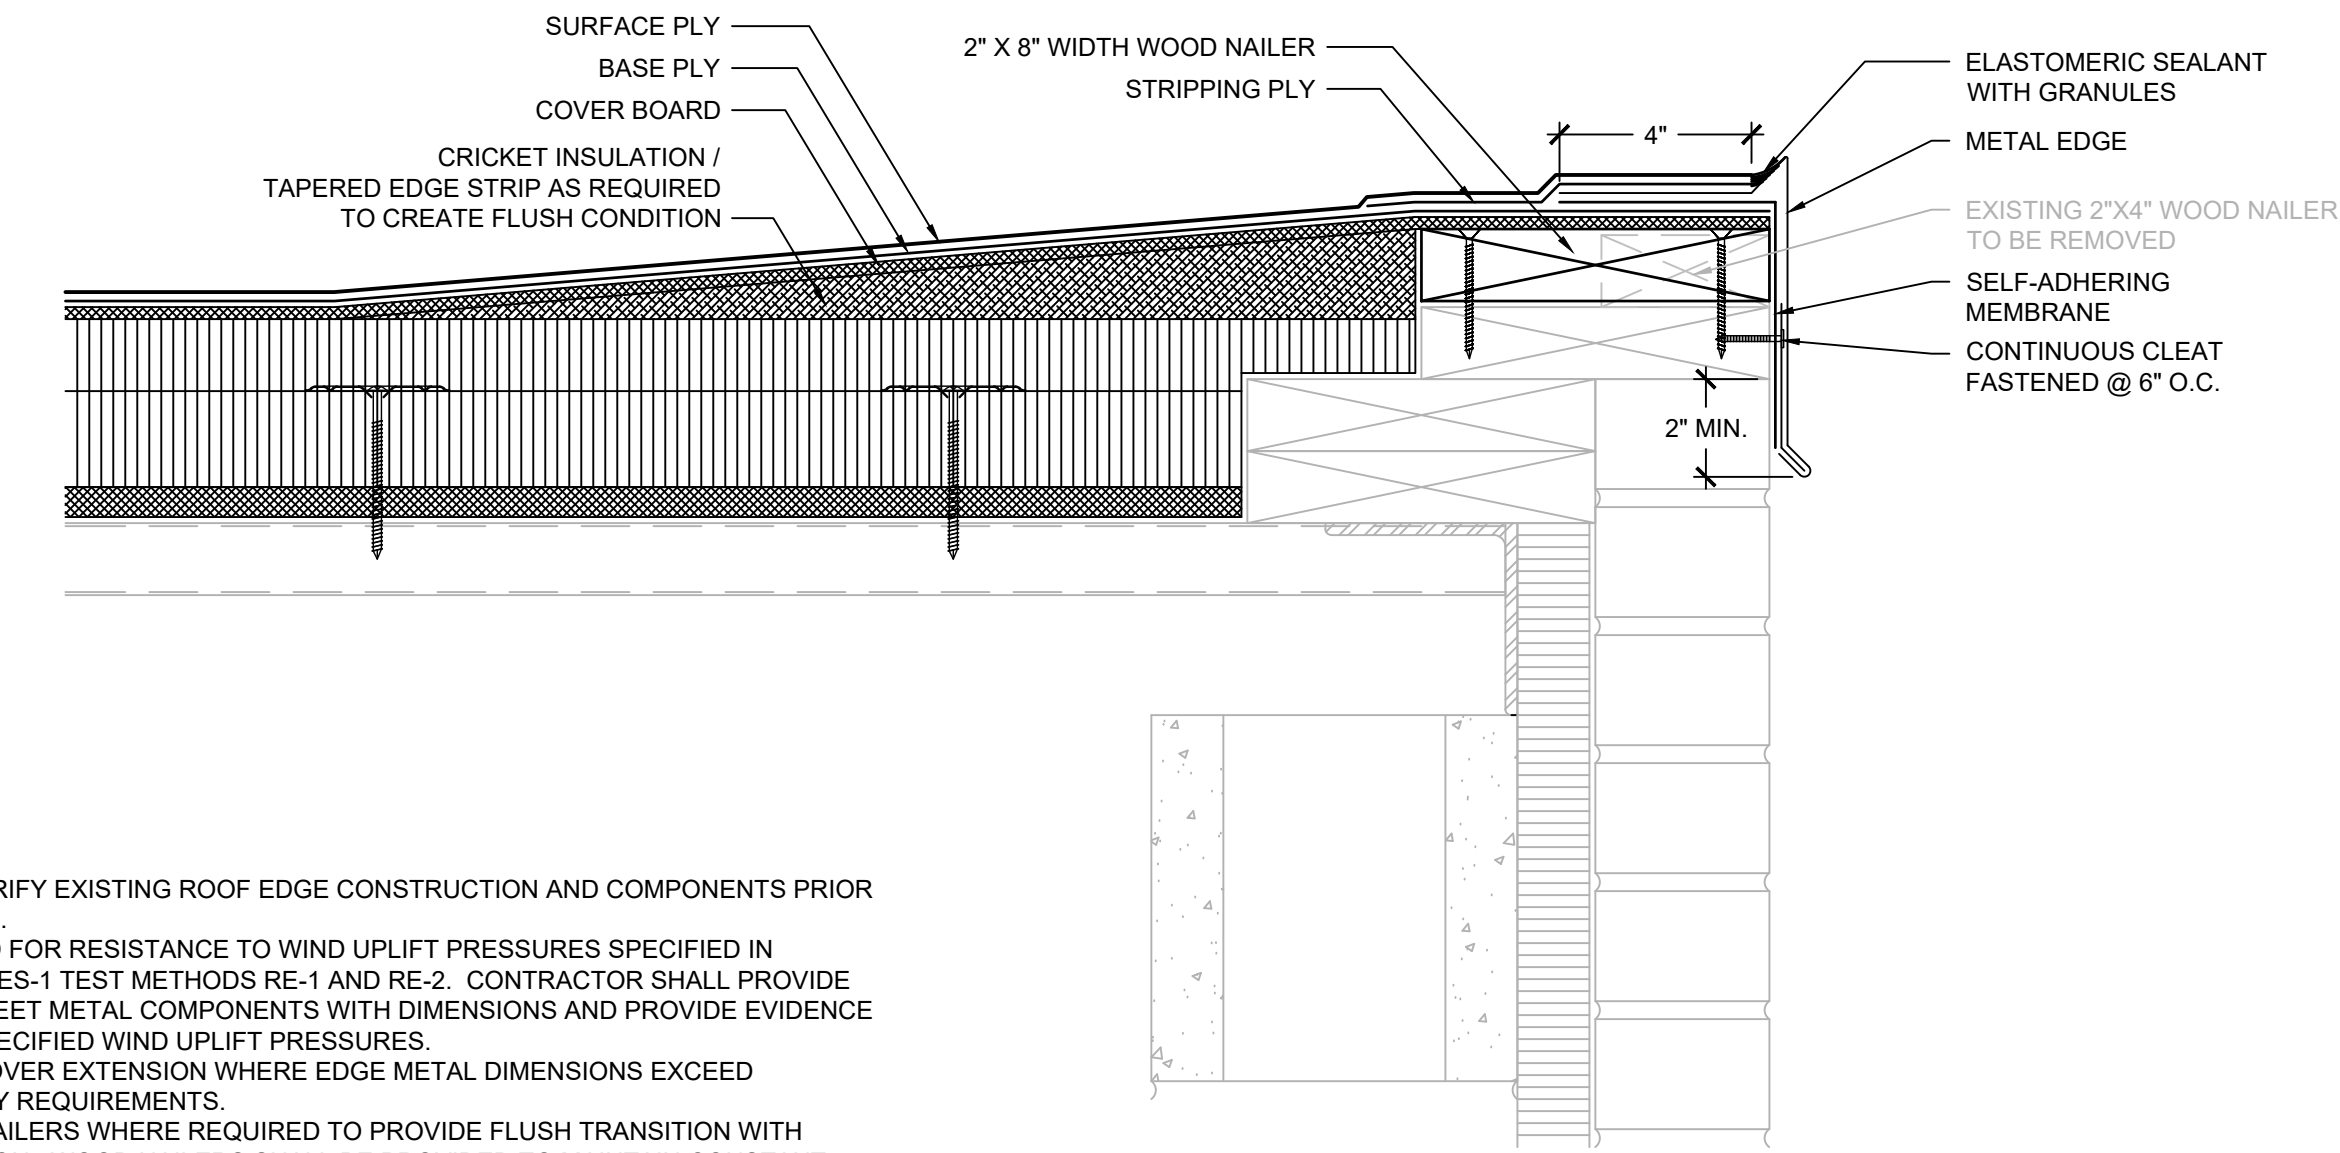 SURFACE PLY
BASE PLY
COVER BOARD
CRICKET INSULATION /
TAPERED EDGE STRIP AS REQUIRED
TO CREATE FLUSH CONDITION
2" X 8" WIDTH WOOD NAILER
STRIPPING PLY
4"
ELASTOMERIC SEALANT
WITH GRANULES
METAL EDGE
EXISTING 2"X4" WOOD NAILER
TO BE REMOVED
SELF-ADHERING
MEMBRANE
CONTINUOUS CLEAT
FASTENED @ 6" O.C.
2" MIN.
RIFY EXISTING ROOF EDGE CONSTRUCTION AND COMPONENTS PRIOR
.
FOR RESISTANCE TO WIND UPLIFT PRESSURES SPECIFIED IN
ES-1 TEST METHODS RE-1 AND RE-2. CONTRACTOR SHALL PROVIDE
EET METAL COMPONENTS WITH DIMENSIONS AND PROVIDE EVIDENCE
ECIFIED WIND UPLIFT PRESSURES.
OVER EXTENSION WHERE EDGE METAL DIMENSIONS EXCEED
Y REQUIREMENTS.
AILERS WHERE REQUIRED TO PROVIDE FLUSH TRANSITION WITH